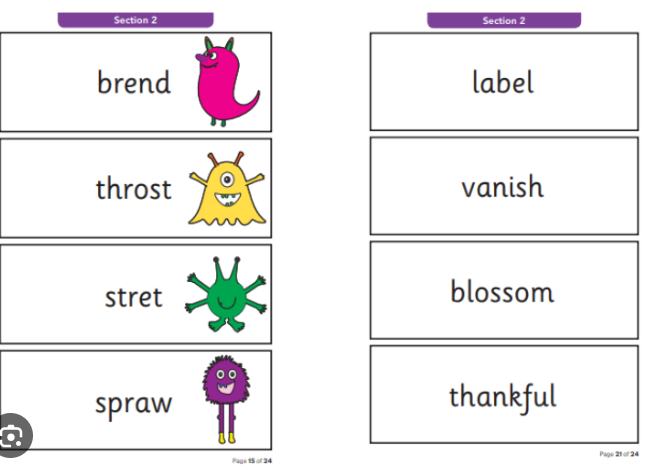 Section 2
brend
throst
stret
spraw
Page 15 of 24
Section 2
label
vanish
blossom
thankful
Page 21 of 24